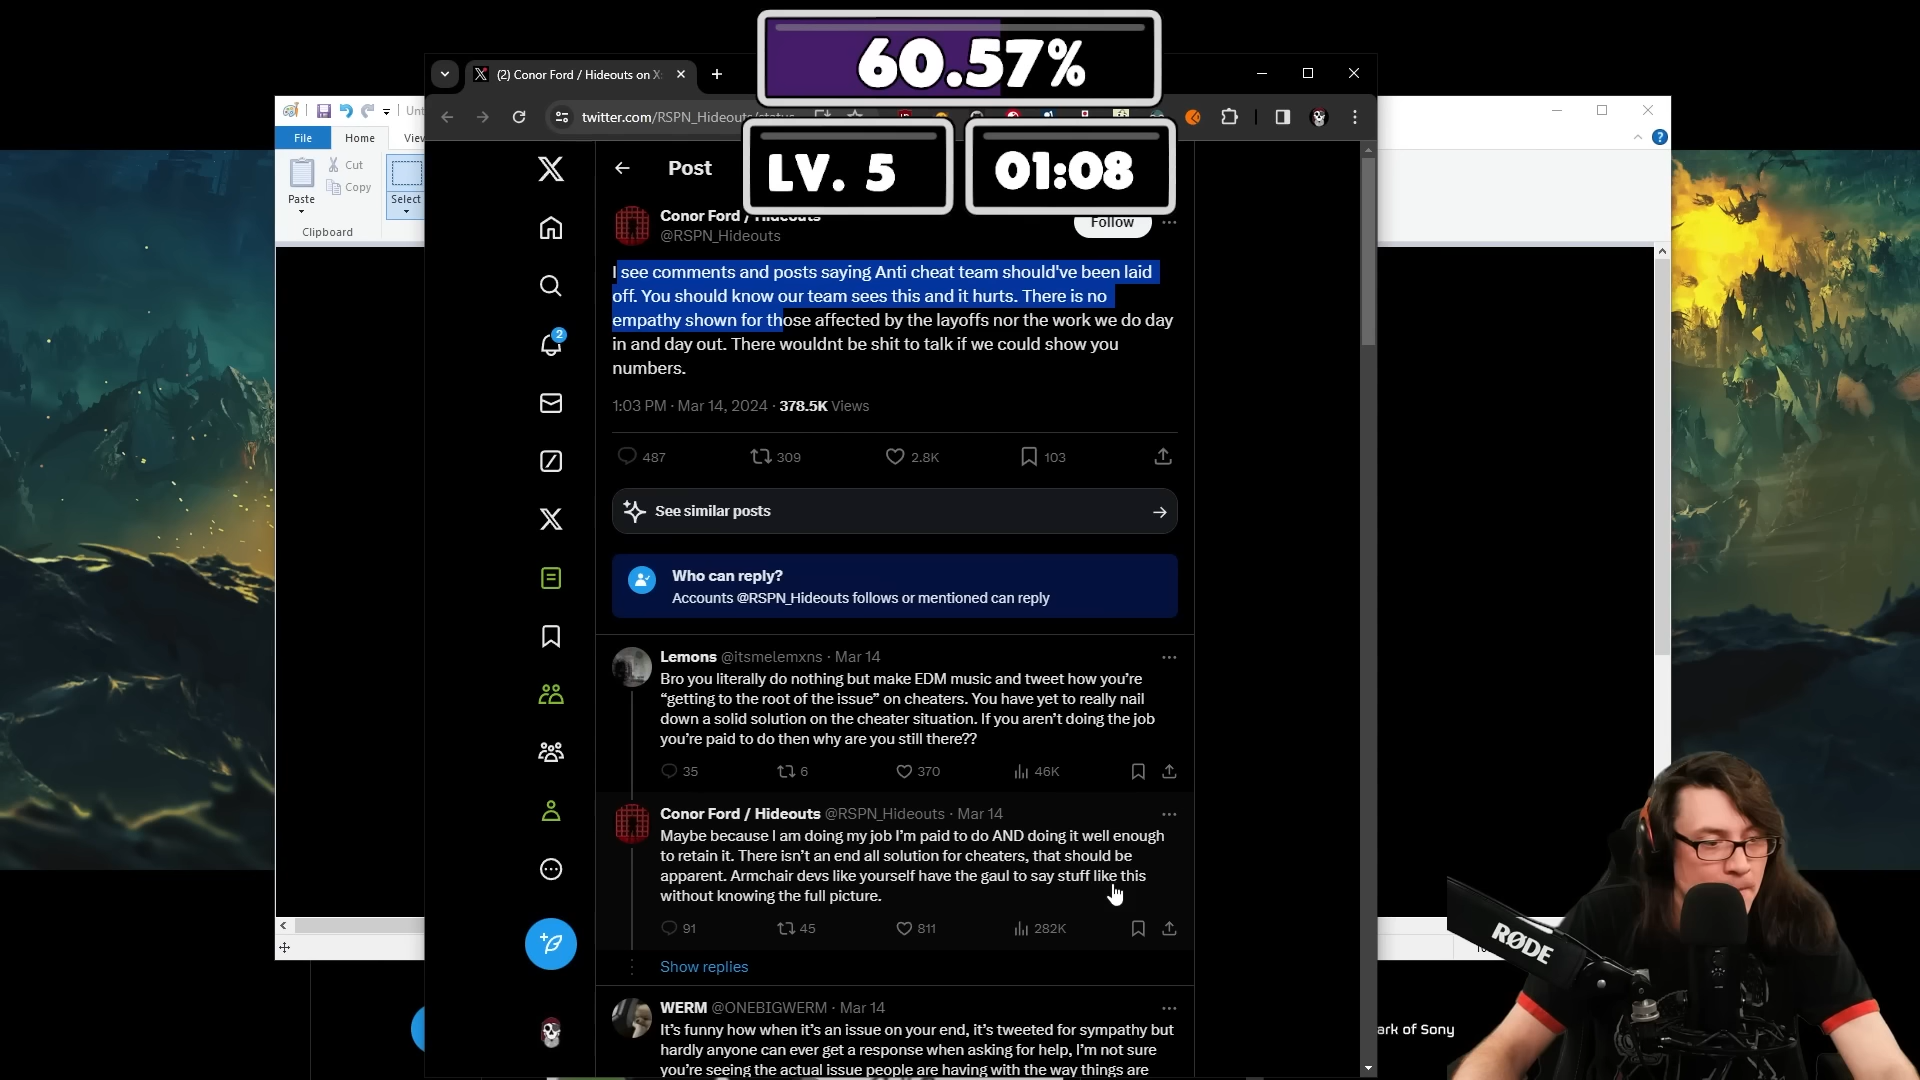 60.57%
(2) Conor Ford / Hideouts on X
twitter.com/RSPN_Hideouts/status
LV. 5
01:08
File
Home
Paste
Cut
Copy
Select
Clipboard
Post
Conor Ford / Hideouts
@RSPN_Hideouts
Follow
I see comments and posts saying Anti cheat team should've been laid
off. You should know our team sees this and it hurts. There is no
empathy shown for those affected by the layoffs nor the work we do day
in and day out. There wouldnt be shit to talk if we could show you
numbers.
1:03 PM · Mar 14, 2024 · 378.5K Views
2
487
309
2.8K
103
See similar posts
Who can reply?
Accounts @RSPN_Hideouts follows or mentioned can reply
Lemons @itsmelemxns · Mar 14
Bro you literally do nothing but make EDM music and tweet how you’re
“getting to the root of the issue” on cheaters. You have yet to really nail
down a solid solution on the cheater situation. If you aren’t doing the job
you’re paid to do then why are you still there??
35
6
370
46K
Conor Ford / Hideouts @RSPN_Hideouts · Mar 14
Maybe because I am doing my job I’m paid to do AND doing it well enough
to retain it. There isn’t an end all solution for cheaters, that should be
apparent. Armchair devs like yourself have the gaul to say stuff like this
without knowing the full picture.
91
45
811
282K
Show replies
WERM @ONEBIGWERM · Mar 14
It’s funny how when it’s an issue on your end, it’s tweeted for sympathy but
hardly anyone can ever get a response when asking for help, I’m not sure
you’re seeing the actual issue people are having with the way things are
RØDE
ark of Sony